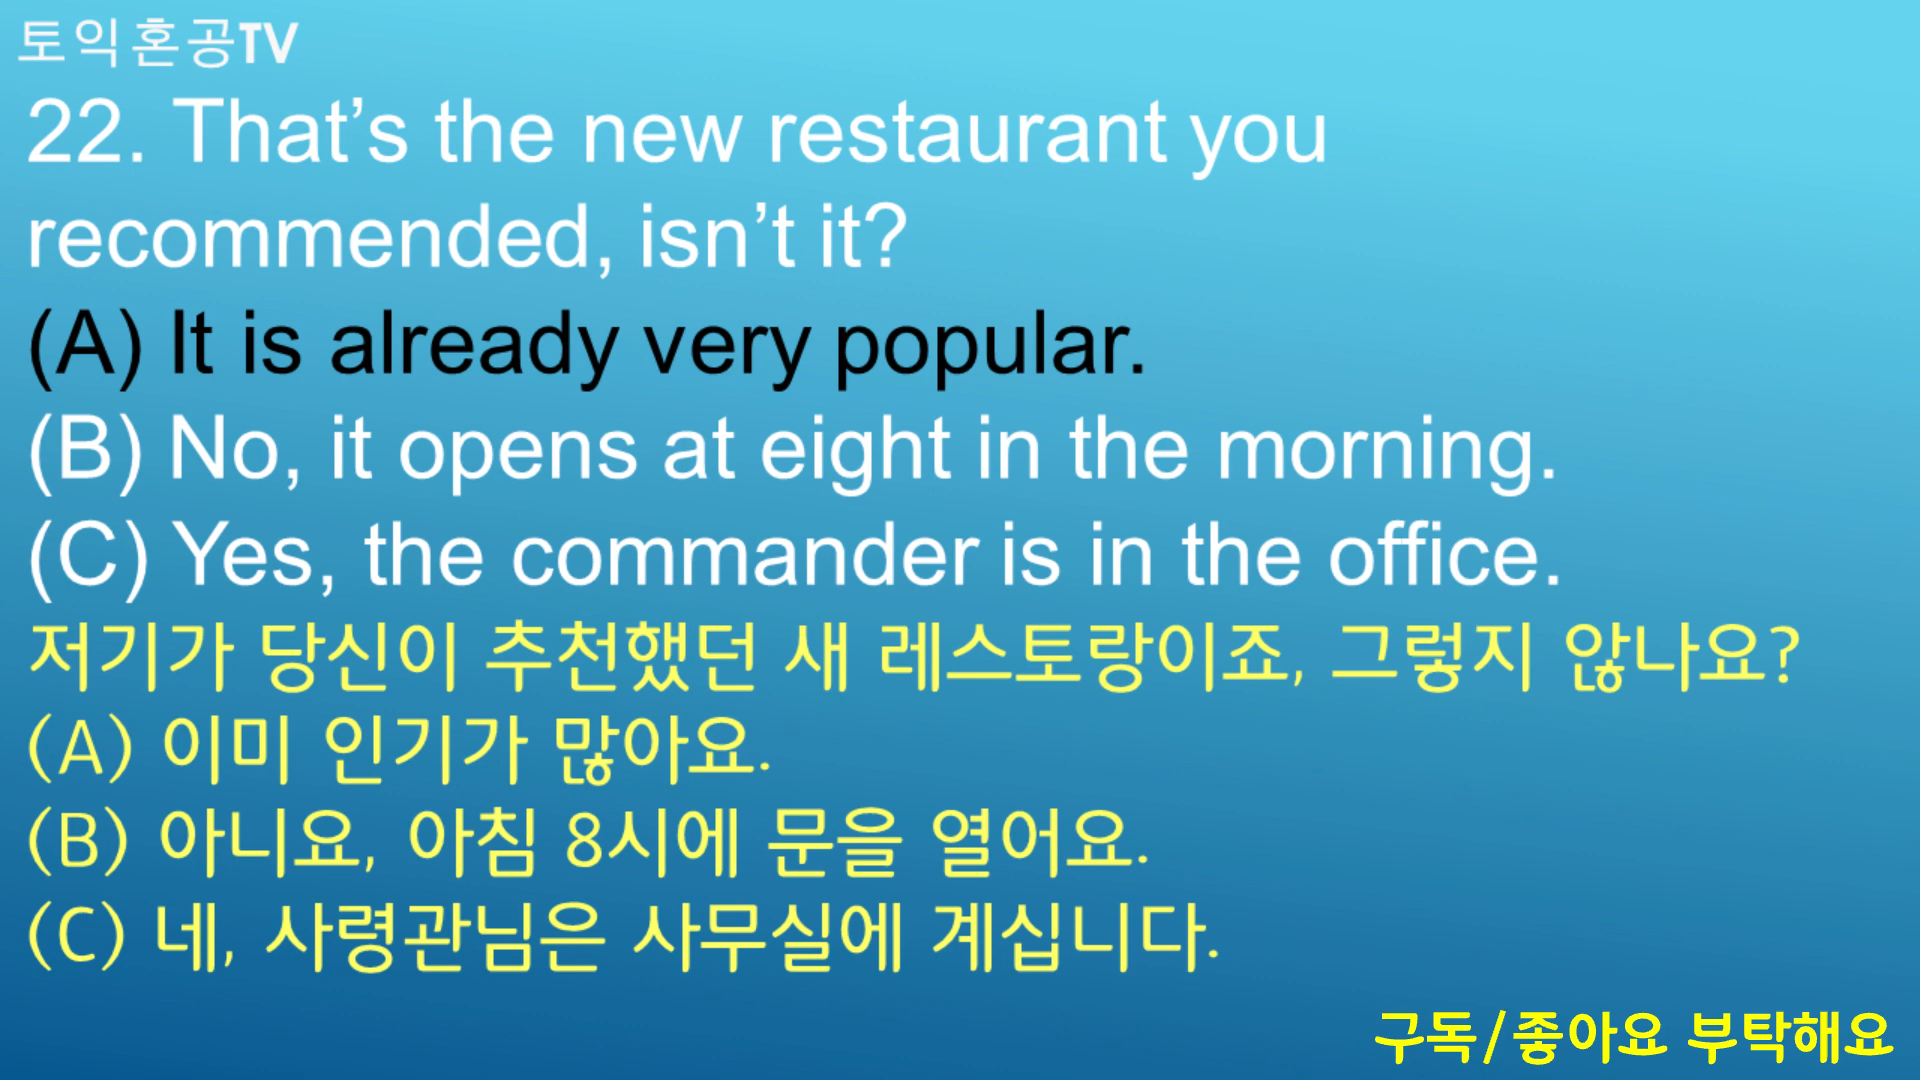 토익혼공TV
22. That’s the new restaurant you
recommended, isn’t it?
(A) It is already very popular.
(B) No, it opens at eight in the morning.
(C) Yes, the commander is in the office.
저기가 당신이 추천했던 새 레스토랑이죠, 그렇지 않나요?
(A) 이미 인기가 많아요.
(B) 아니요, 아침 8시에 문을 열어요.
(C) 네, 사령관님은 사무실에 계십니다.
구독/좋아요 부탁해요